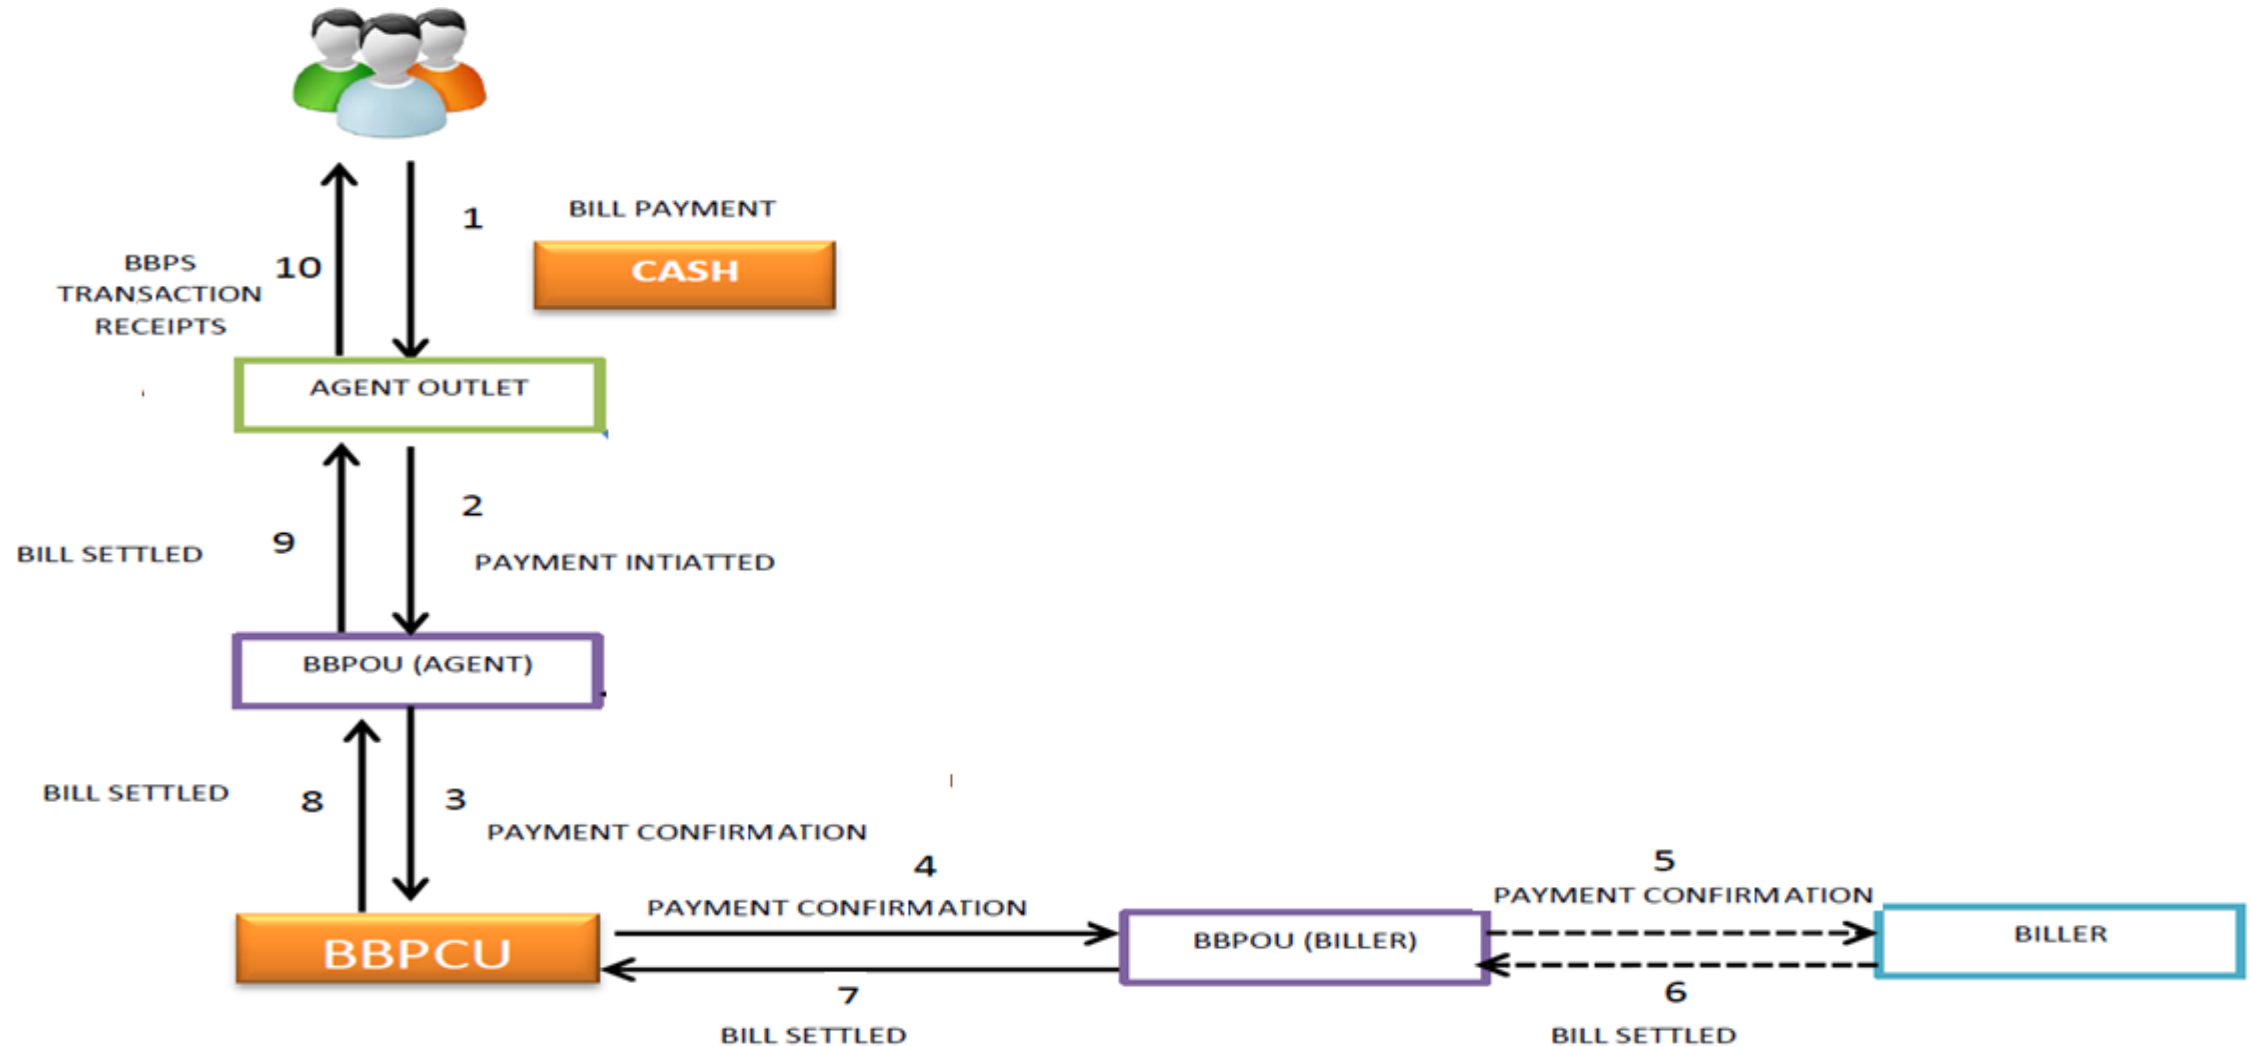 1
BILL PAYMENT
CASH
BBPS
TRANSACTION
RECEIPTS
10
AGENT OUTLET
2
9
BILL SETTLED
PAYMENT INTIATTED
BBPOU (AGENT)
BILL SETTLED
8
3
PAYMENT CONFIRMATION
4
PAYMENT CONFIRMATION
5
PAYMENT CONFIRMATION
BBPCU
BBPOU (BILLER)
BILLER
7
BILL SETTLED
6
BILL SETTLED